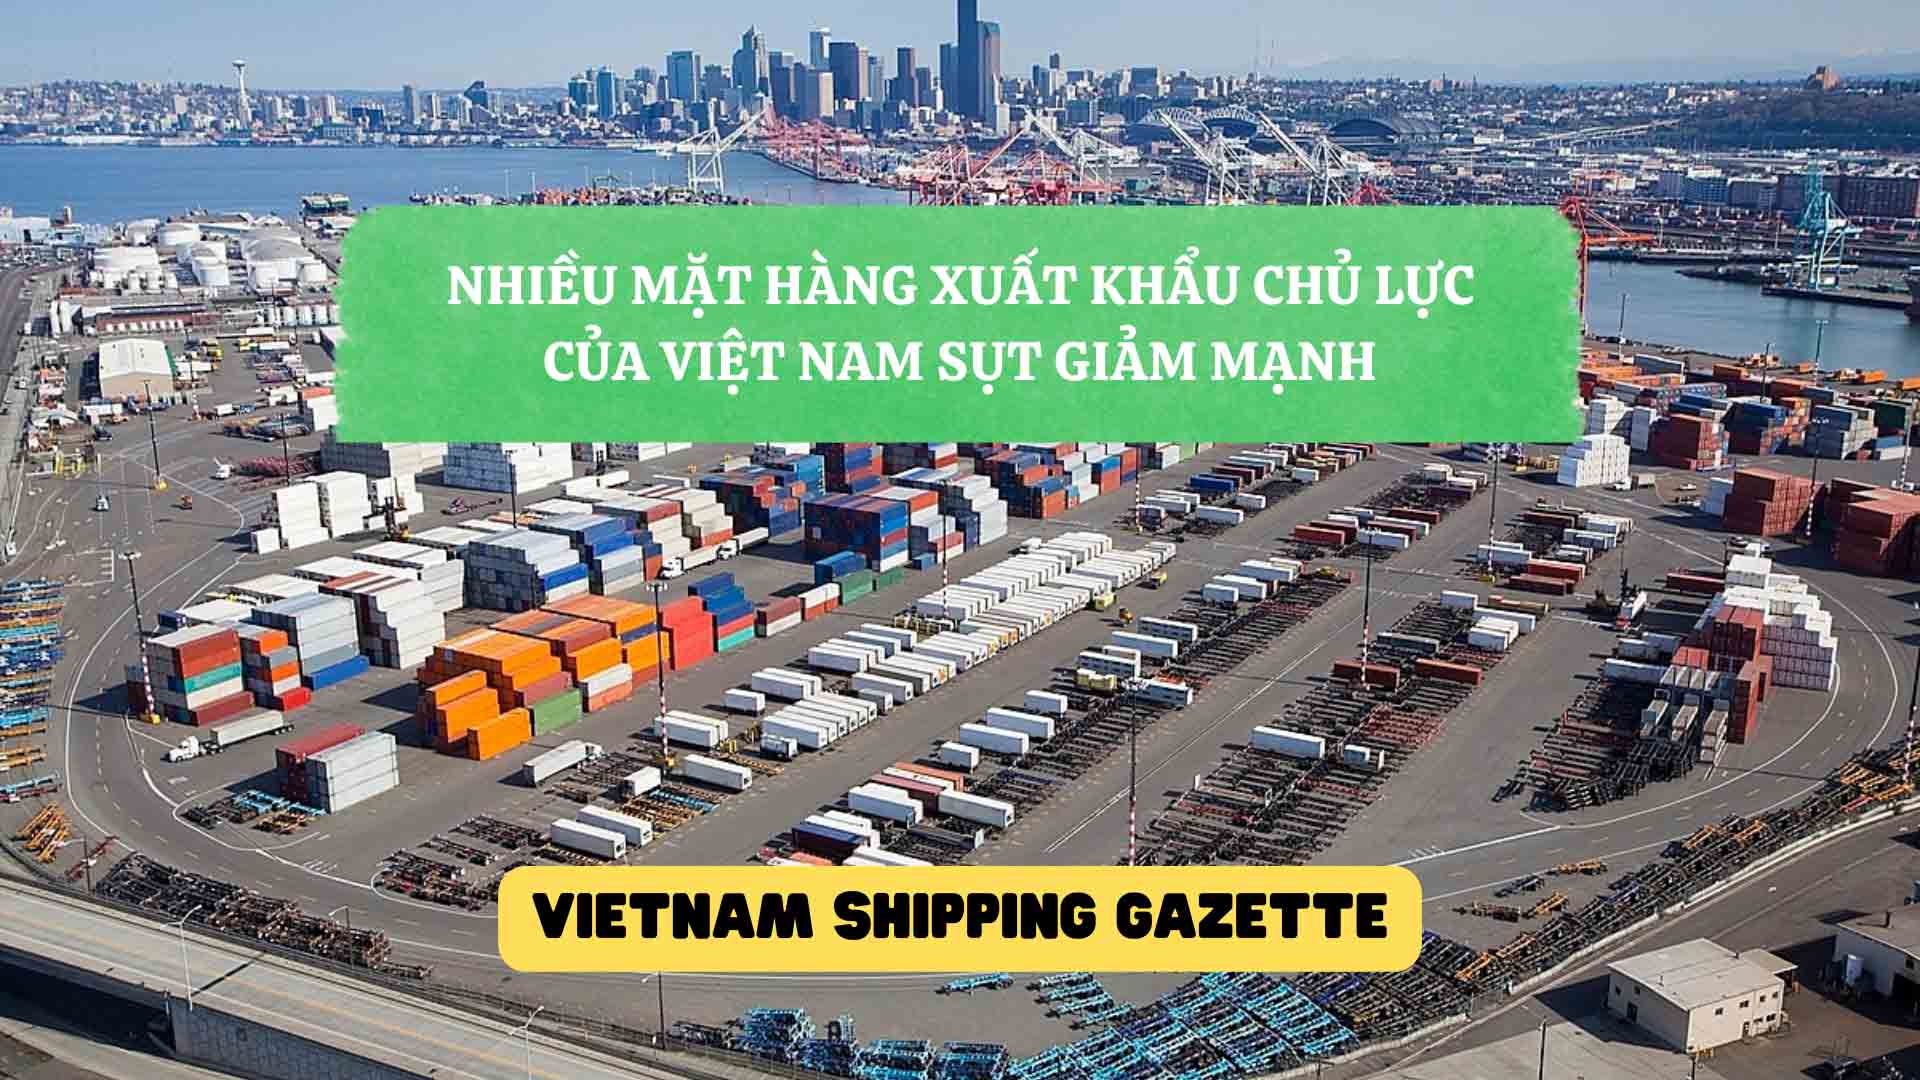 NHIỀU MẶT HÀNG XUẤT KHẨU CHỦ LỰC
CỦA VIỆT NAM SỤT GIẢM MẠNH
VIETNAM SHIPPING GAZETTE